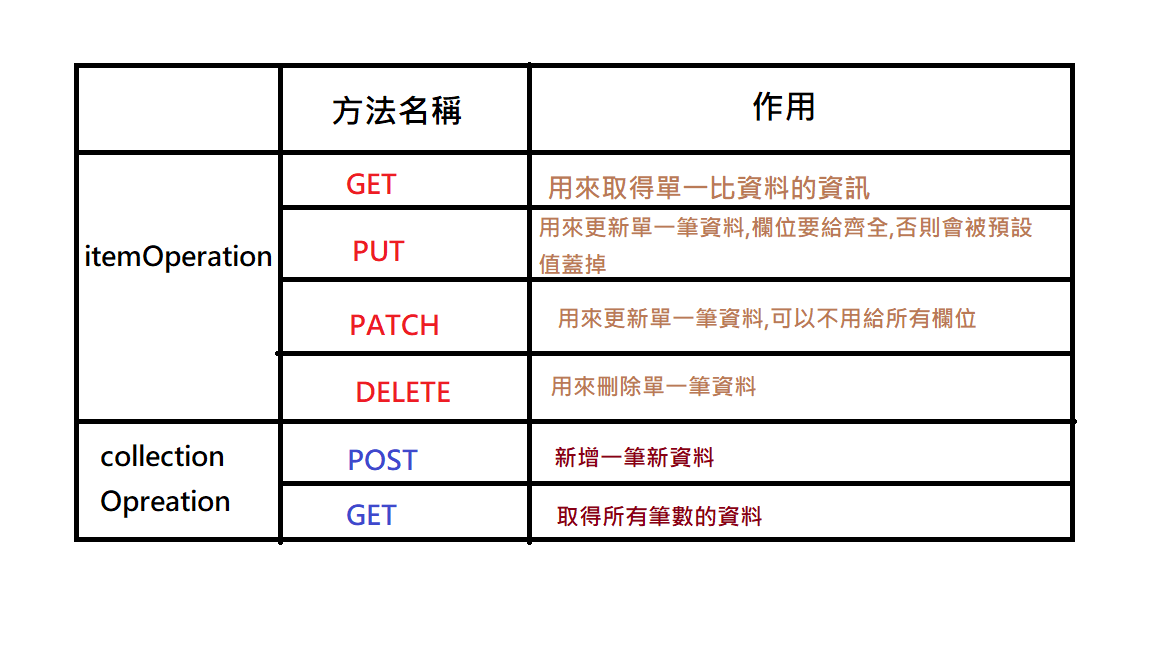 方法名稱
作用
itemOperation
GET
用來取得單一比資料的資訊
PUT
用來更新單一筆資料,欄位要給齊全,否則會被預設
值蓋掉
PATCH
用來更新單一筆資料,可以不用給所有欄位
DELETE
用來刪除單一筆資料
collection
Opreation
POST
新增一筆新資料
GET
取得所有筆數的資料